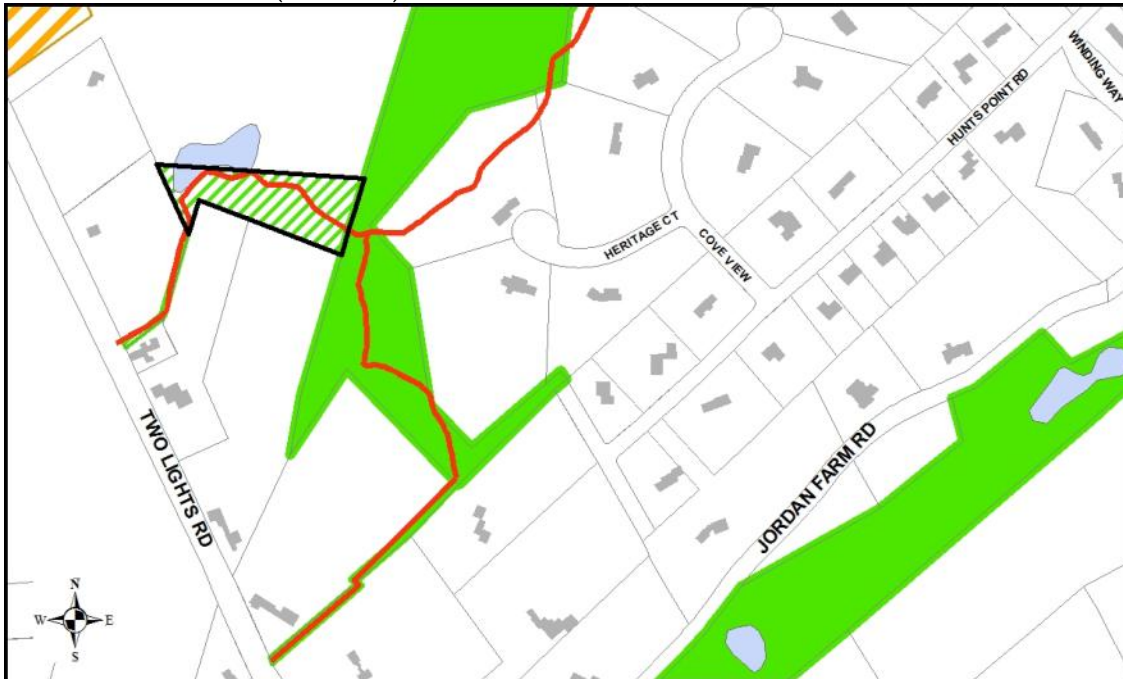 WINDING WAY
HUNTS POINT RD
HERITAGE CT
COVE VIEW
TWO LIGHTS RD
JORDAN FARM RD
N
W E
S